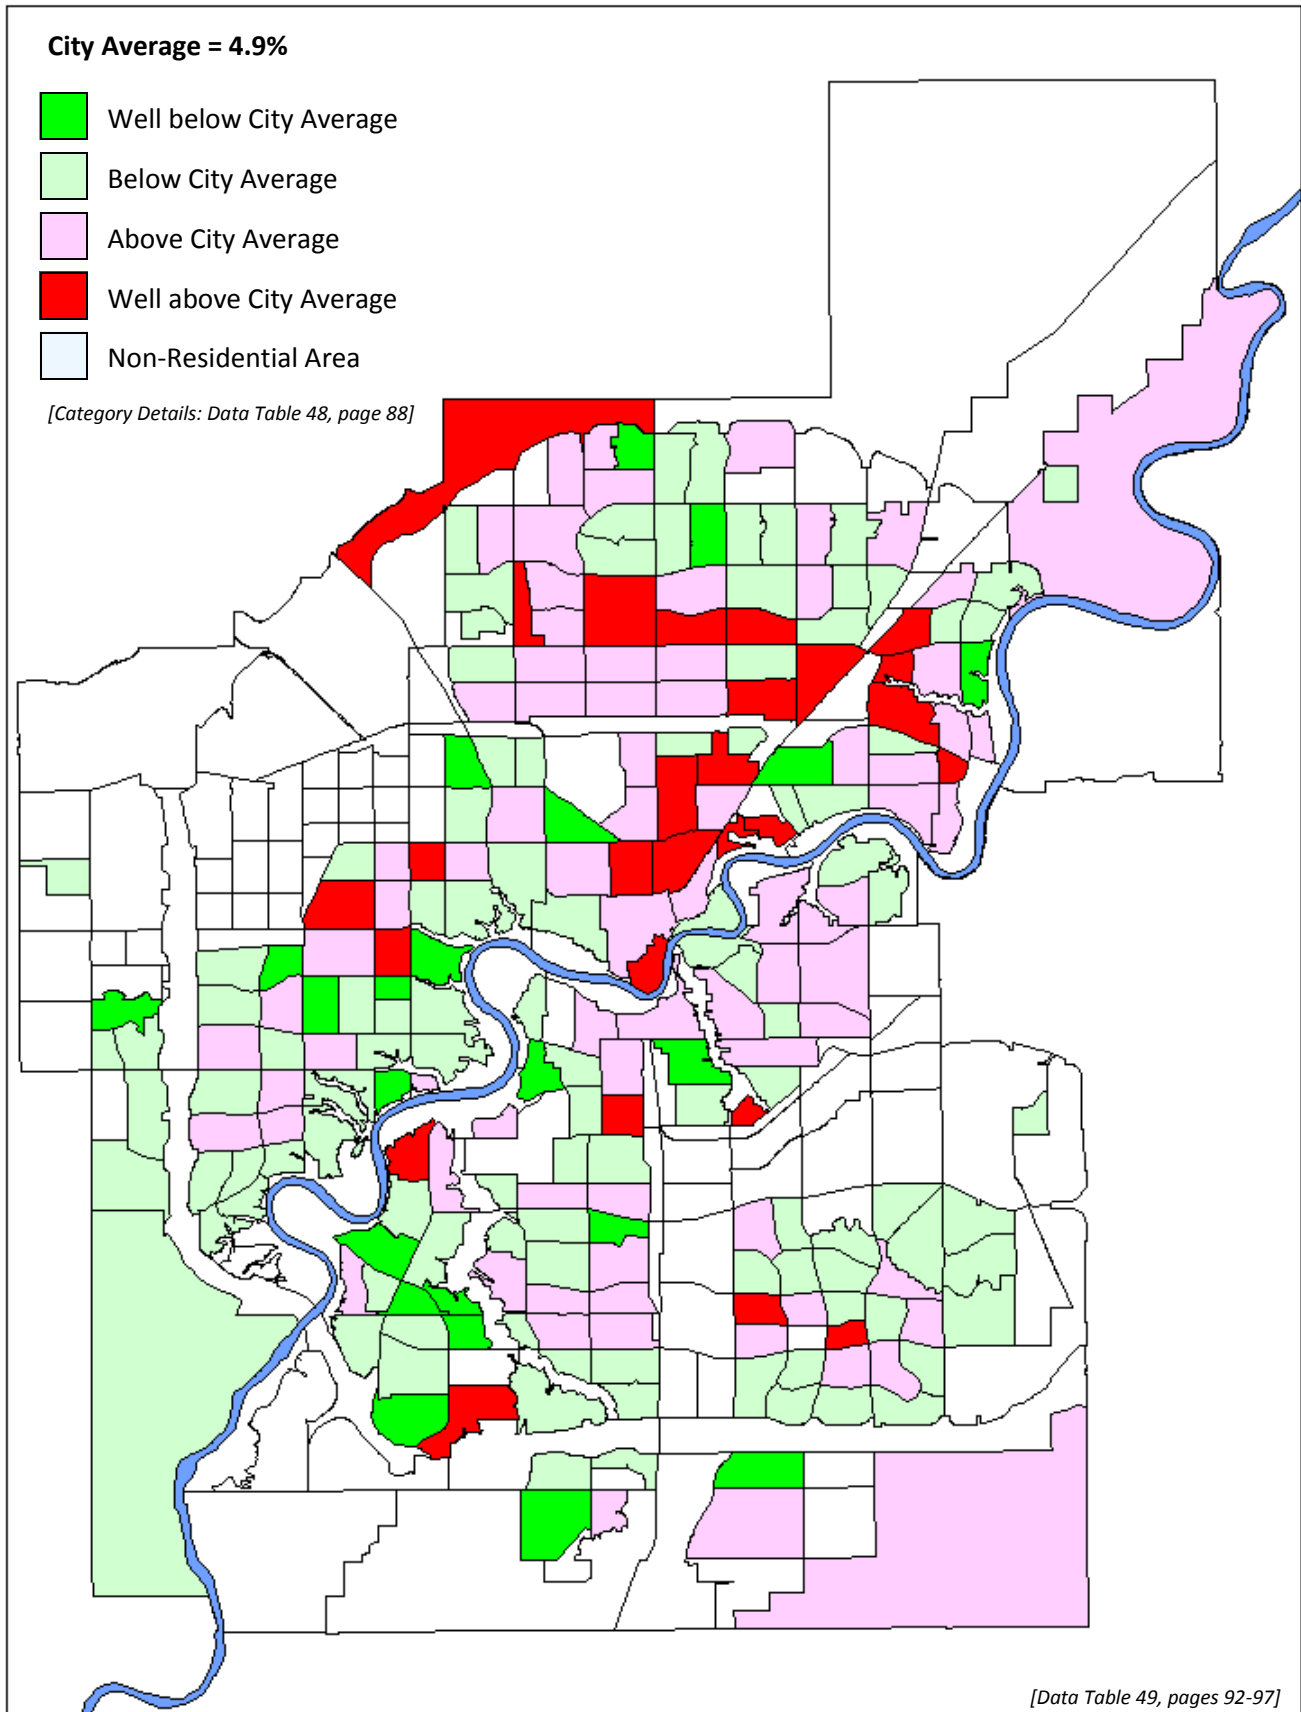 City Average = 4.9%
Well below City Average
Below City Average
Above City Average
Well above City Average
Non-Residential Area
[Category Details: Data Table 48, page 88]
[Data Table 49, pages 92-97]